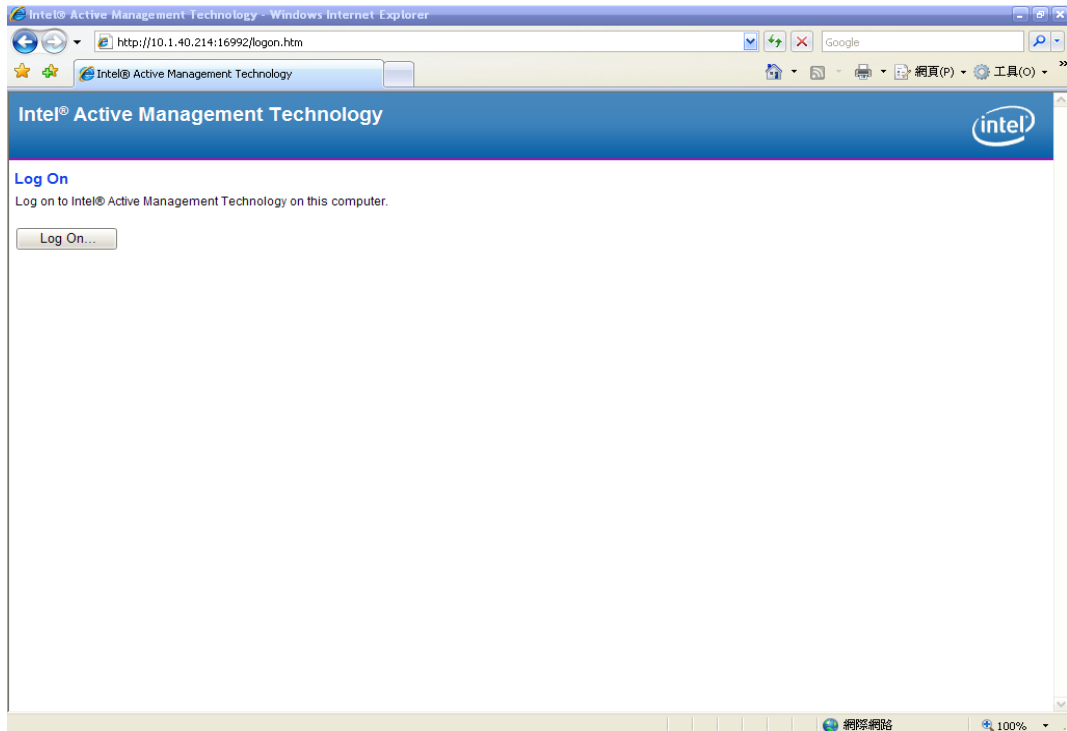 Intel® Active Management Technology - Windows Internet Explorer
http://10.1.40.214:16992/logon.htm
Google
Intel® Active Management Technology
網頁(P)
工具(O)
Intel® Active Management Technology
intel
Log On
Log on to Intel® Active Management Technology on this computer.
Log On...
網際網路
100%